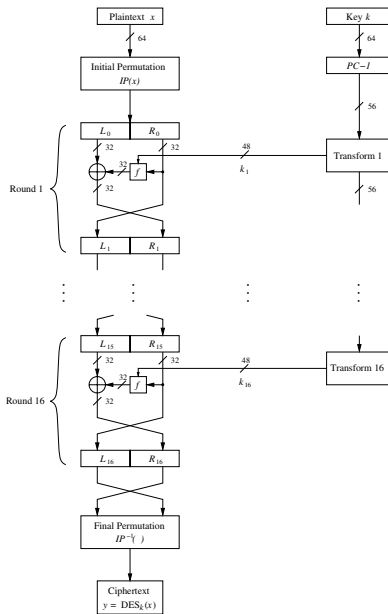 Plaintext x
Key k
64
64
Initial Permutation
IP(x)
PC−1
56
L0
R0
32
32
48
32
f
k1
Transform 1
32
56
Round 1
L1
R1
L15
R15
32
32
48
32
f
k16
Transform 16
32
Round 16
L16
R16
Final Permutation
IP−1( )
Ciphertext
y = DESk(x)